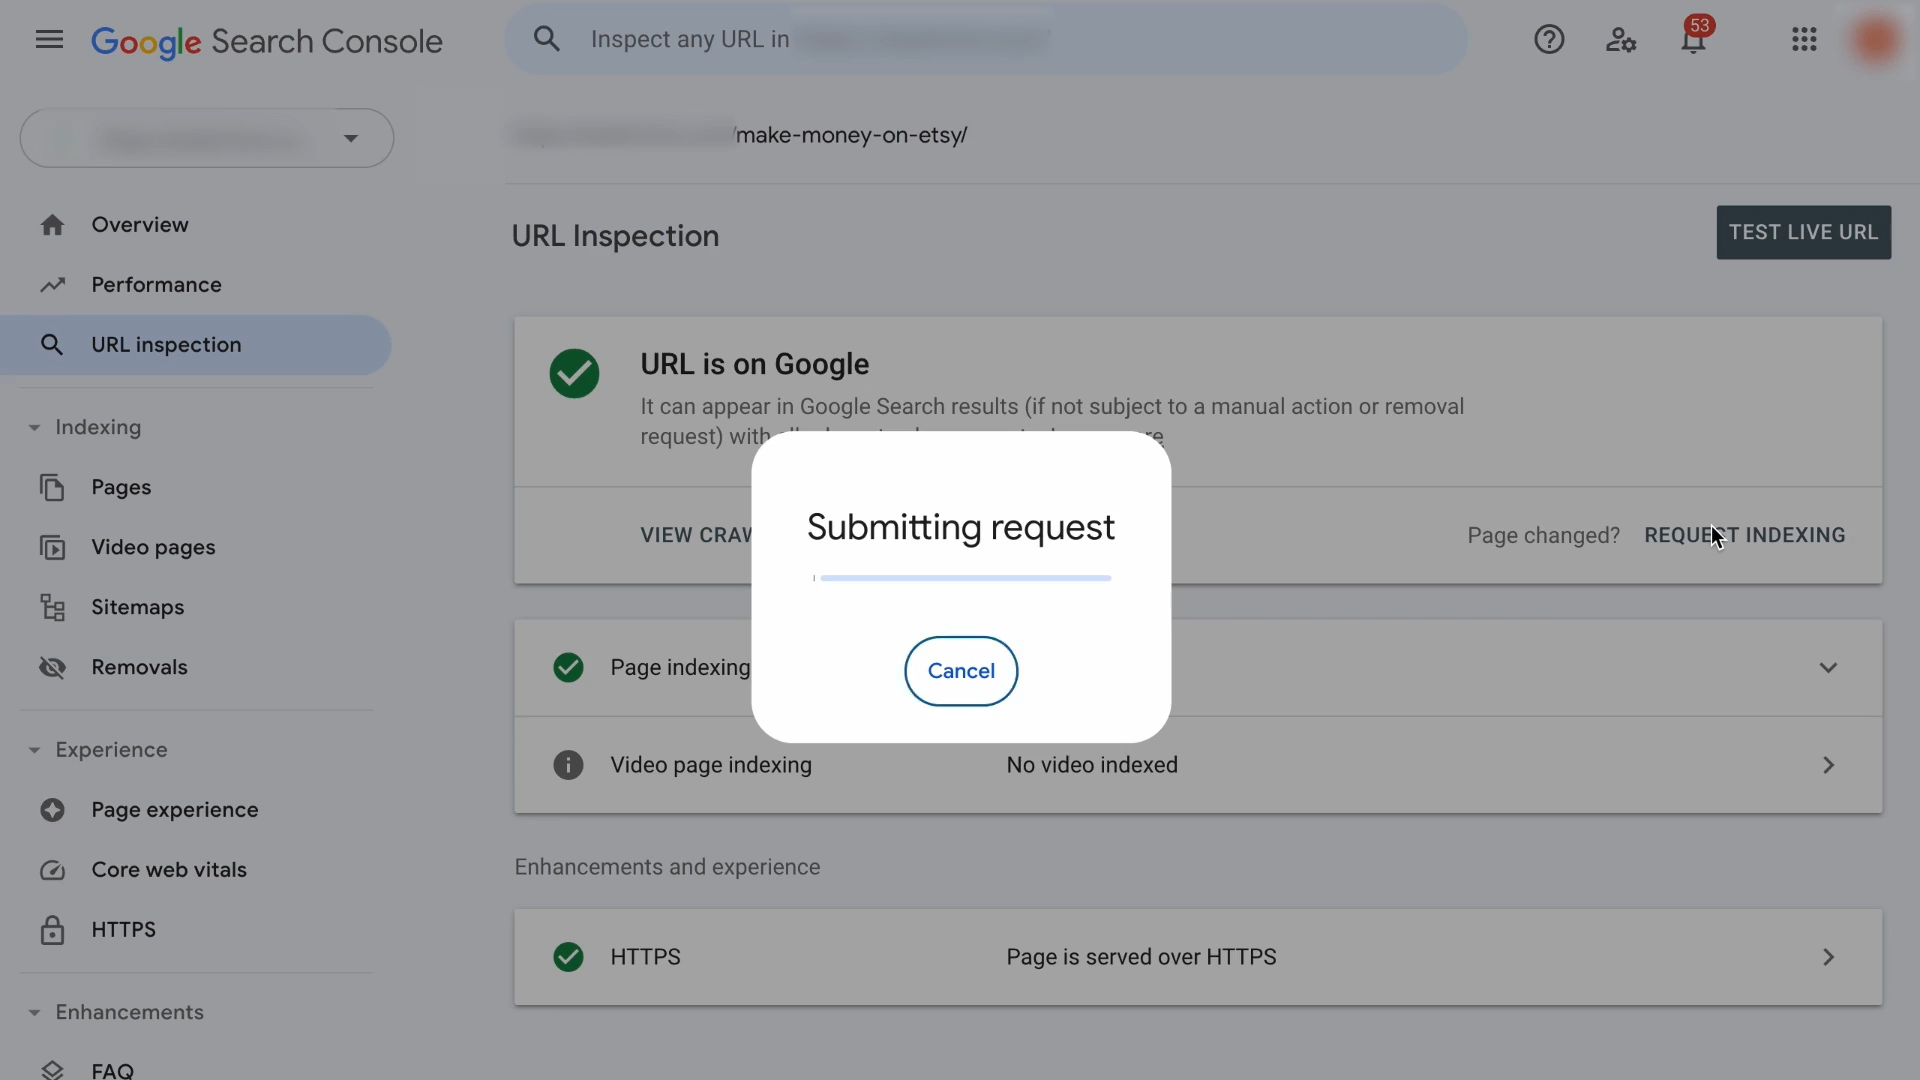 Google Search Console
Inspect any URL in
53
/make-money-on-etsy/
Overview
Performance
URL inspection
Indexing
Pages
Video pages
Sitemaps
Removals
Experience
Page experience
Core web vitals
HTTPS
Enhancements
FAQ
URL Inspection
TEST LIVE URL
URL is on Google
It can appear in Google Search results (if not subject to a manual action or removal
request) with
VIEW CRAW
Page changed? REQUEST INDEXING
Submitting request
Cancel
Page indexing
Video page indexing No video indexed
Enhancements and experience
HTTPS Page is served over HTTPS